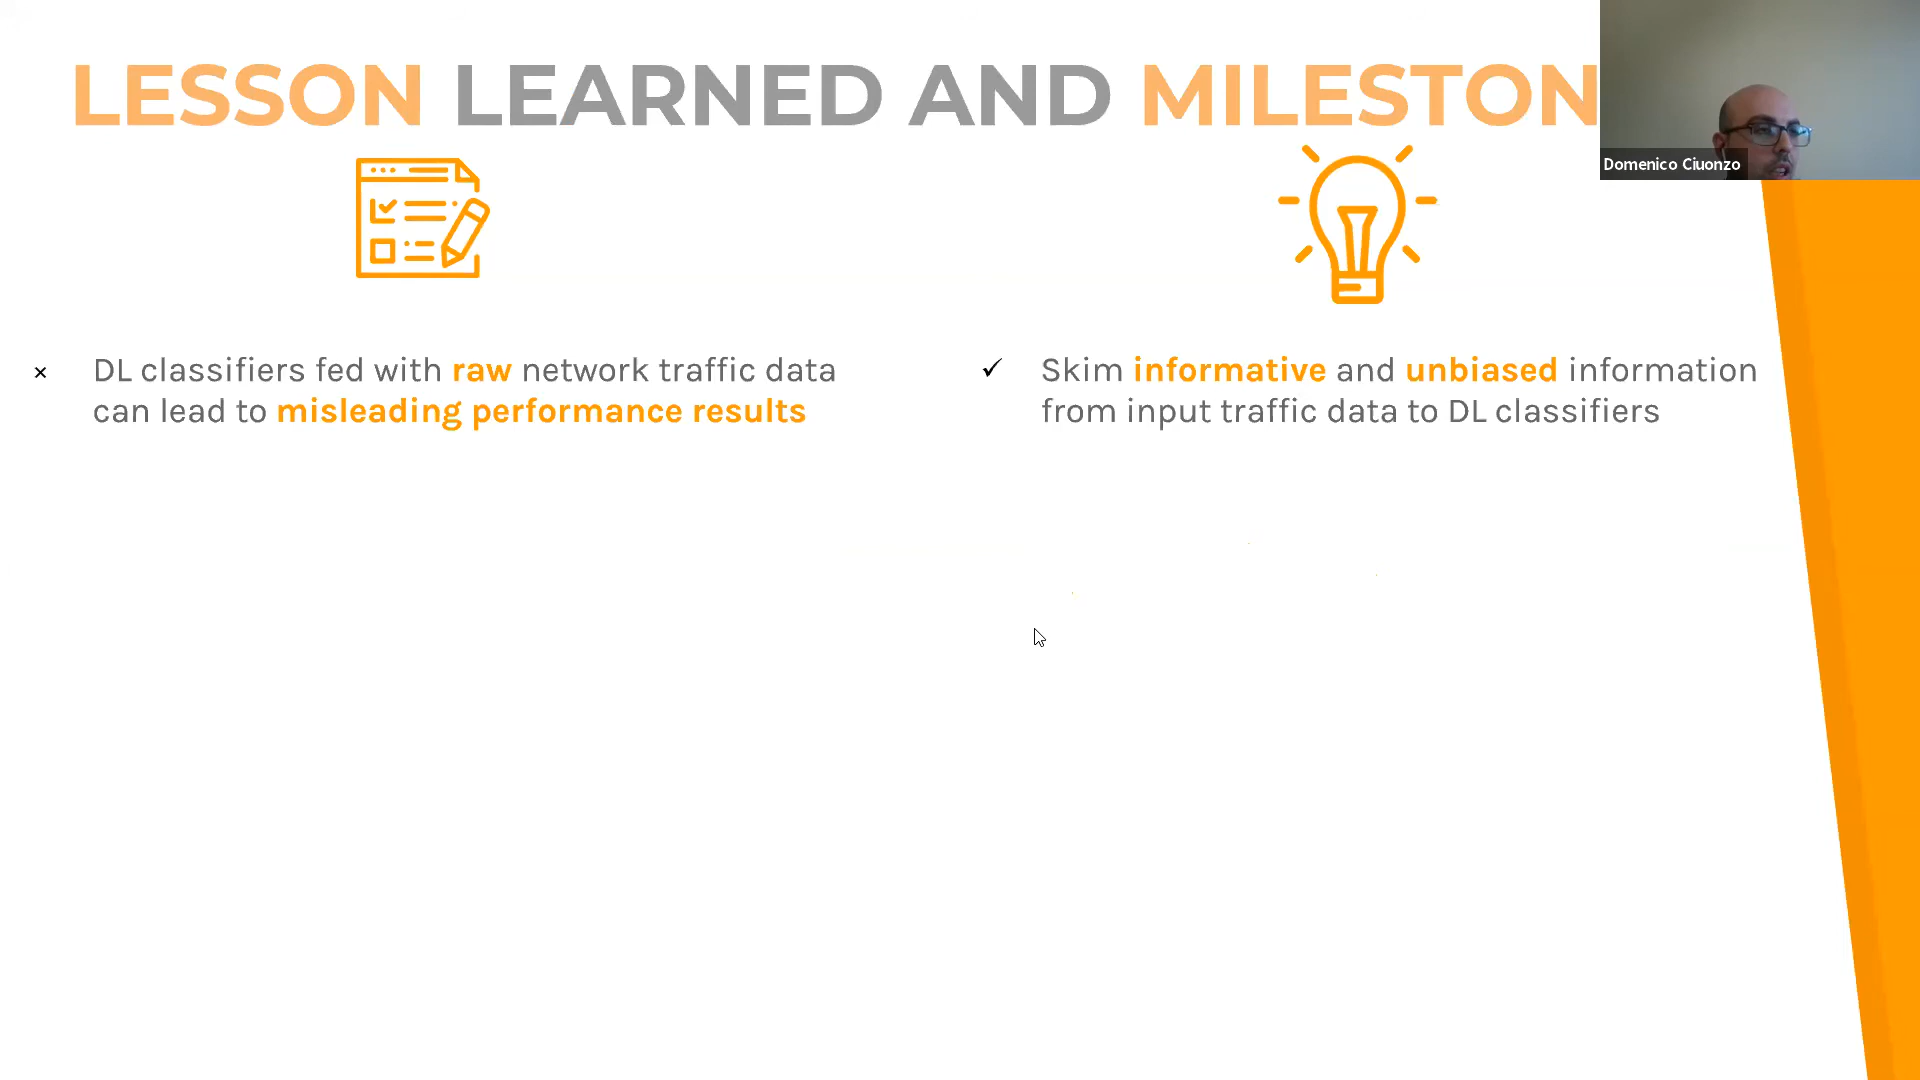 LESSON LEARNED AND MILESTON
Domenico Ciuonzo
× DL classifiers fed with raw network traffic data
can lead to misleading performance results
✓ Skim informative and unbiased information
from input traffic data to DL classifiers